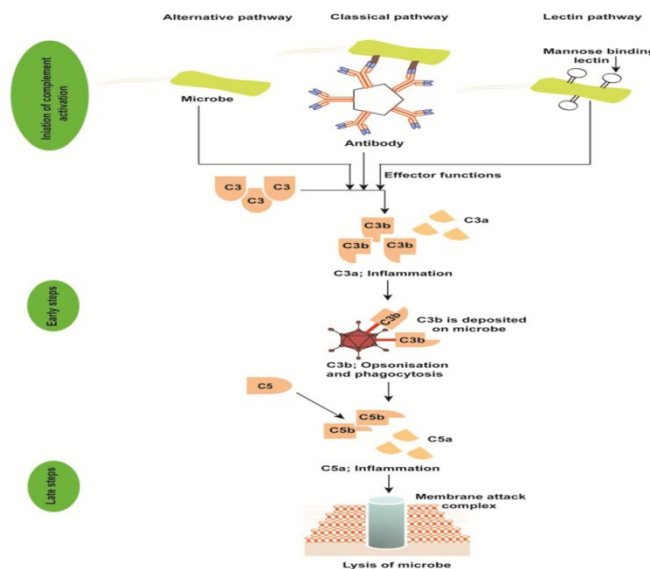 Alternative pathway
Classical pathway
Lectin pathway
Mannose binding
lectin
Microbe
Iniation of complement
activation
Antibody
Effector functions
C3
C3
C3
C3b
C3b
C3b
C3a
C3a; Inflammation
Early steps
C3b
C3b
C3b is deposited
on microbe
C3b; Opsonisation
and phagocytosis
C5
C5b
C5b
C5a
C5a; Inflammation
Late steps
Membrane attack
complex
Lysis of microbe